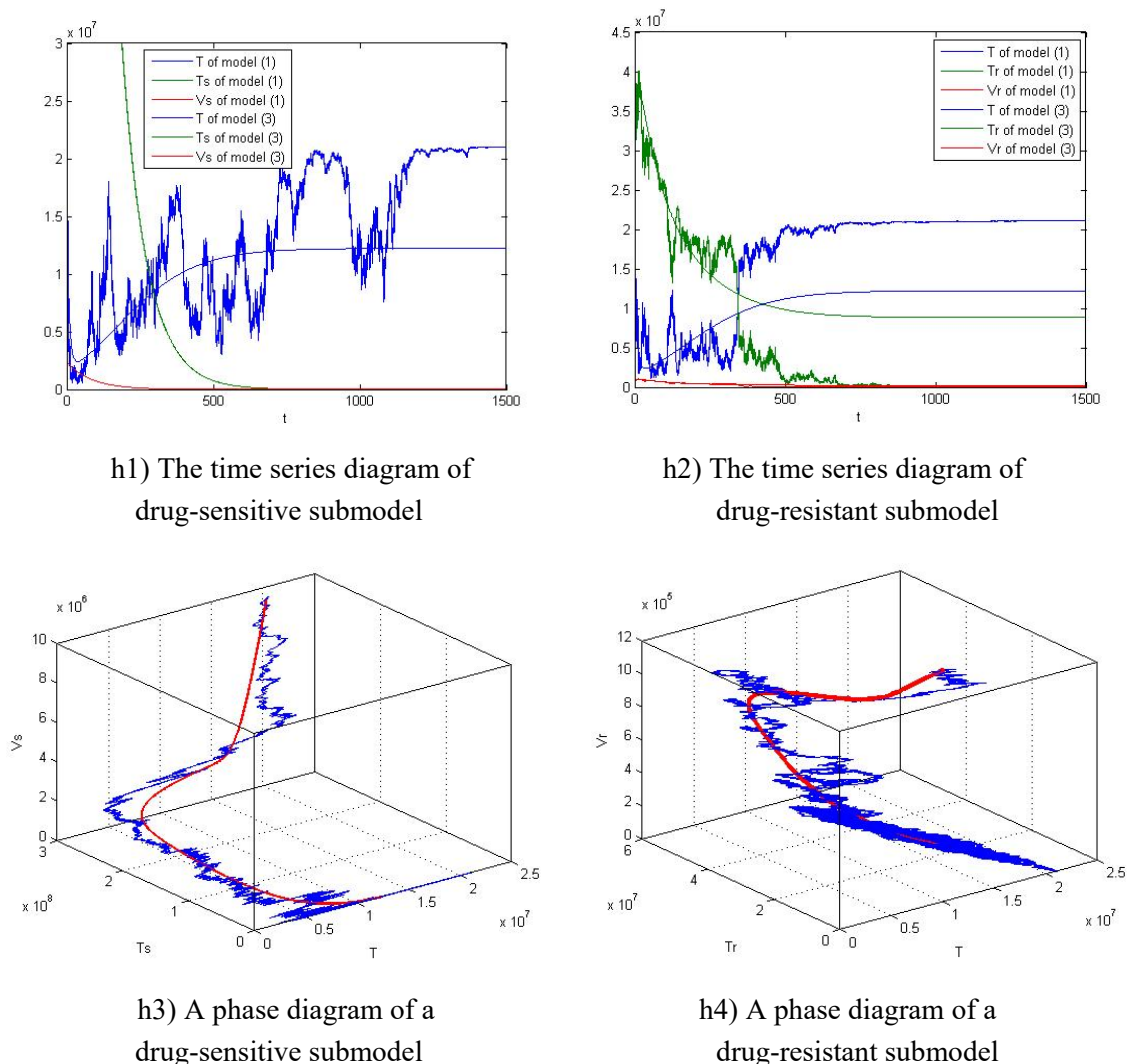 x 10^7
3
2.5
2
1.5
1
0.5
0
0
500
1000
1500
t
T of model (1)
Ts of model (1)
Vs of model (1)
T of model (3)
Ts of model (3)
Vs of model (3)
x 10^7
4.5
4
3.5
3
2.5
2
1.5
1
0.5
0
0
500
1000
1500
t
T of model (1)
Tr of model (1)
Vr of model (1)
T of model (3)
Tr of model (3)
Vr of model (3)
h1) The time series diagram of
drug-sensitive submodel
h2) The time series diagram of
drug-resistant submodel
x 10^6
10
8
6
4
2
0
Vs
3
2
1
0
x 10^8
Ts
0
0.5
1
1.5
2
2.5
x 10^7
T
x 10^5
12
10
8
6
4
2
0
Vr
6
4
2
0
x 10^7
Tr
0
0.5
1
1.5
2
2.5
x 10^7
T
h3) A phase diagram of a
drug-sensitive submodel
h4) A phase diagram of a
drug-resistant submodel